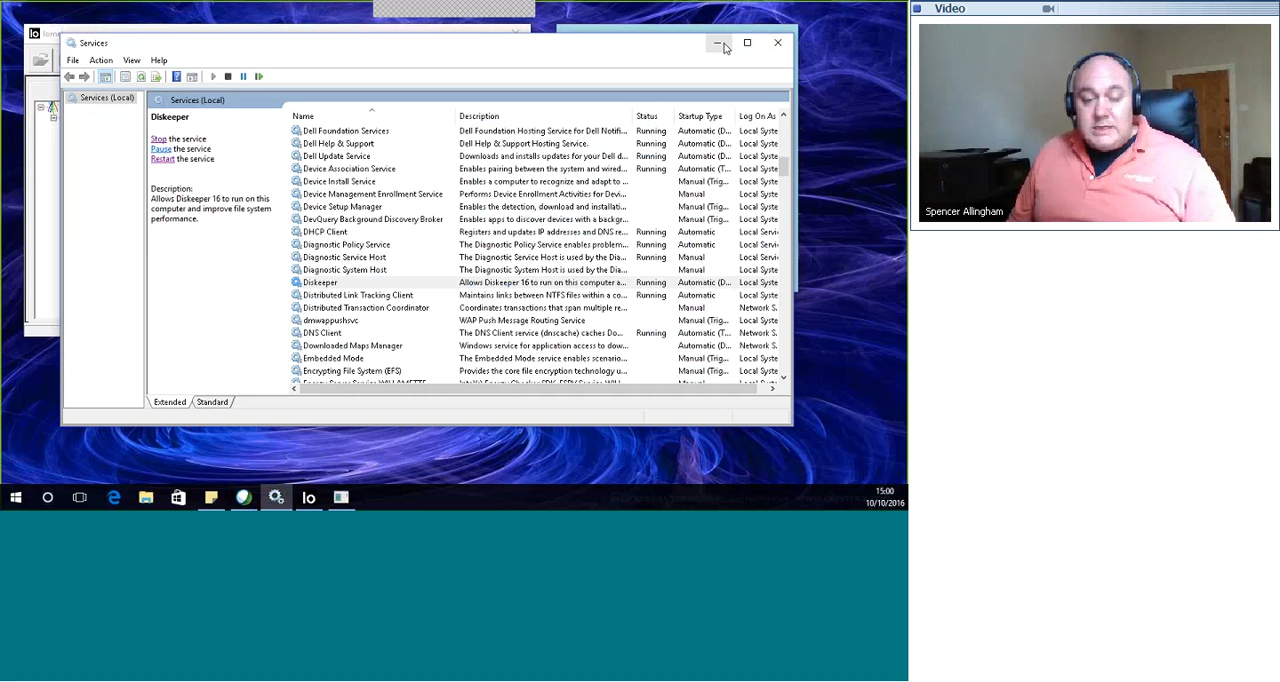 Video
Iome
Services
File Action View Help
Services (Local)
Services (Local)
Diskeeper
Stop the service
Pause the service
Restart the service
Description:
Allows Diskeeper 16 to run on this
computer and improve file system
performance.
Name Description Status Startup Type Log On As
Dell Foundation Services Dell Foundation Hosting Service for Dell Notifi... Running Automatic (D... Local Syste
Dell Help & Support Dell Help & Support Hosting Service. Running Automatic (D... Local Syste
Dell Update Service Downloads and installs updates for your Dell d... Running Automatic (D... Local Syste
Device Association Service Enables pairing between the system and wired... Running Automatic (T... Local Syste
Device Install Service Enables a computer to recognize and adapt to ... Manual (Trig... Local Syste
Device Management Enrollment Service Performs Device Enrollment Activities for Devi... Manual Local Syste
Device Setup Manager Enables the detection, download and installati... Manual (Trig... Local Syste
DevQuery Background Discovery Broker Enables apps to discover devices with a backgr... Manual (Trig... Local Syste
DHCP Client Registers and updates IP addresses and DNS re... Running Automatic Local Servi
Diagnostic Policy Service The Diagnostic Policy Service enables problem... Running Automatic Local Servi
Diagnostic Service Host The Diagnostic Service Host is used by the Dia... Running Manual Local Servi
Diagnostic System Host The Diagnostic System Host is used by the Dia... Manual Local Syste
Diskeeper Allows Diskeeper 16 to run on this computer a... Running Automatic (D... Local Syste
Distributed Link Tracking Client Maintains links between NTFS files within a co... Running Automatic Local Syste
Distributed Transaction Coordinator Coordinates transactions that span multiple re... Manual Network S.
dmwappushsvc WAP Push Message Routing Service Manual (Trig... Local Syste
DNS Client The DNS Client service (dnscache) caches Do... Running Automatic (T... Network S.
Downloaded Maps Manager Windows service for application access to dow... Automatic (D... Network S.
Embedded Mode The Embedded Mode service enables scenario... Manual (Trig... Local Syste
Encrypting File System (EFS) Provides the core file encryption technology u... Manual (Trig... Local Syste
Extended Standard
Spencer Allingham
15:00
10/10/2016